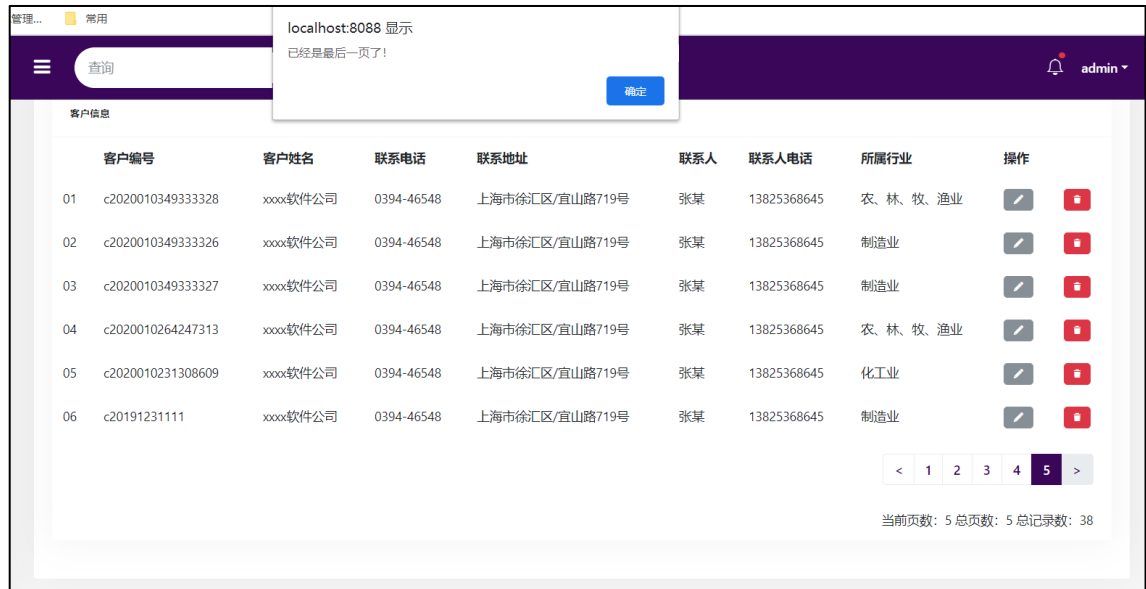 管理... 常用
localhost:8088 显示
已经是最后一页了!
确定
查询
admin
客户信息
客户编号 客户姓名 联系电话 联系地址 联系人 联系人电话 所属行业 操作
01 c2020010349333328 xxxx软件公司 0394-46548 上海市徐汇区/宜山路719号 张某 13825368645 农、林、牧、渔业
02 c2020010349333326 xxxx软件公司 0394-46548 上海市徐汇区/宜山路719号 张某 13825368645 制造业
03 c2020010349333327 xxxx软件公司 0394-46548 上海市徐汇区/宜山路719号 张某 13825368645 制造业
04 c2020010264247313 xxxx软件公司 0394-46548 上海市徐汇区/宜山路719号 张某 13825368645 农、林、牧、渔业
05 c2020010231308609 xxxx软件公司 0394-46548 上海市徐汇区/宜山路719号 张某 13825368645 化工业
06 c20191231111 xxxx软件公司 0394-46548 上海市徐汇区/宜山路719号 张某 13825368645 制造业
< 1 2 3 4 5 >
当前页数：5 总页数：5 总记录数：38